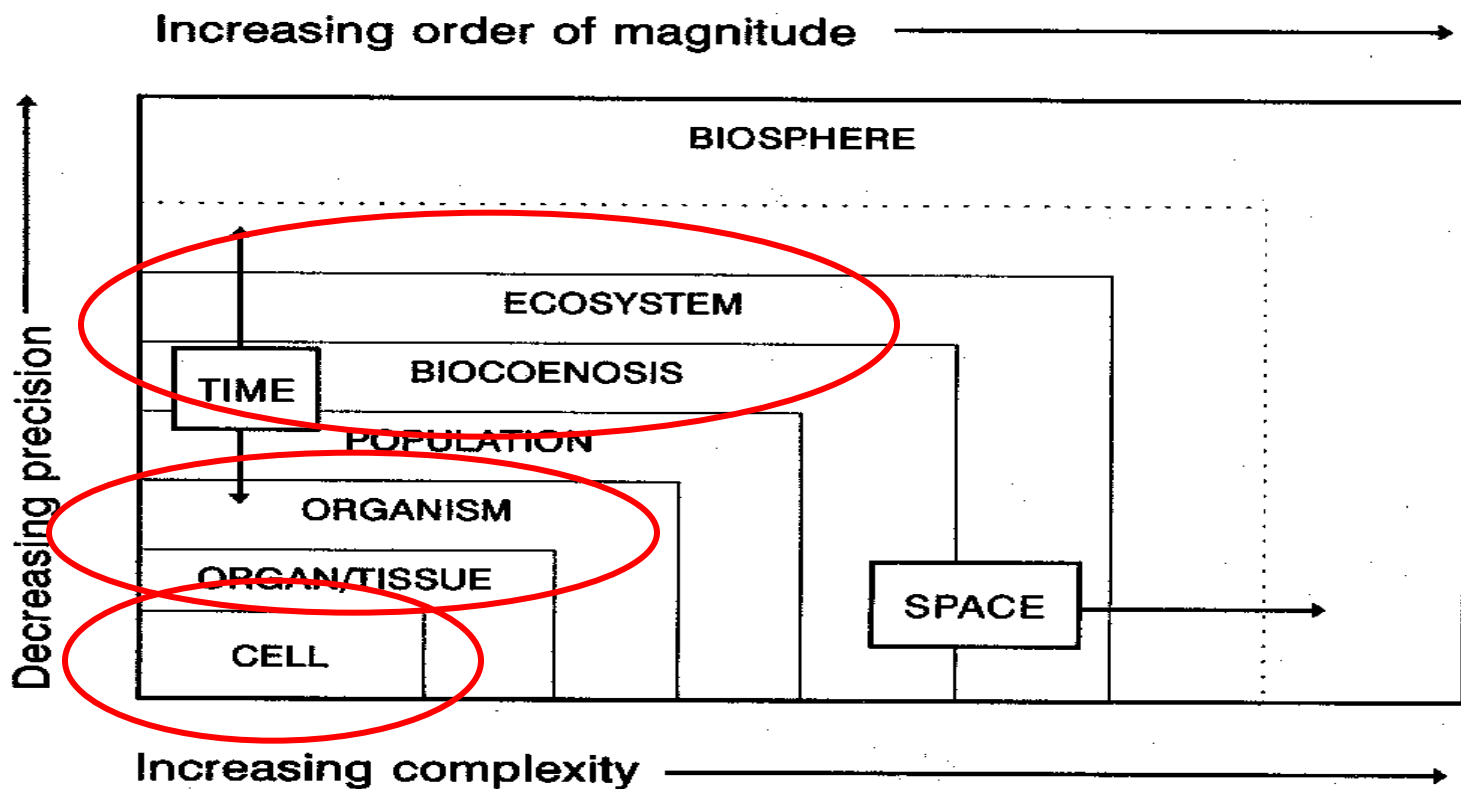 Increasing order of magnitude
Decreasing precision
BIOSPHERE
ECOSYSTEM
BIOCOENOSIS
TIME
POPULATION
ORGANISM
ORGAN/TISSUE
SPACE
CELL
Increasing complexity